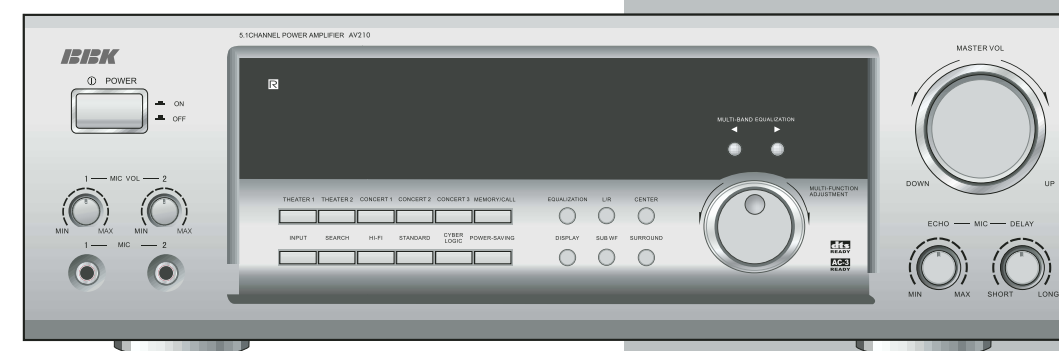 5.1CHANNEL POWER AMPLIFIER AV210
BBK
POWER
ON
OFF
1 MIC VOL 2
MIN MAX MIN MAX
1 MIC 2
R
MULTI-BAND EQUALIZATION
THEATER 1 THEATER 2 CONCERT 1 CONCERT 2 CONCERT 3 MEMORY/CALL
INPUT SEARCH HI-FI STANDARD CYBER LOGIC POWER-SAVING
EQUALIZATION L/R CENTER
DISPLAY SUB WF SURROUND
MULTI-FUNCTION
ADJUSTMENT
dts
READY
AC-3
READY
MASTER VOL
DOWN UP
ECHO MIC DELAY
MIN MAX SHORT LONG